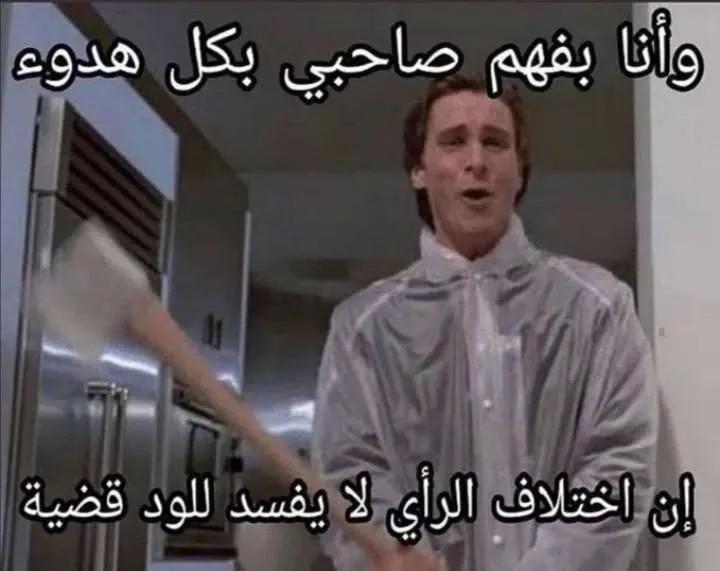 وأنا بفهم صاحبي بكل هدوء
إن اختلاف الرأي لا يفسد للود قضية